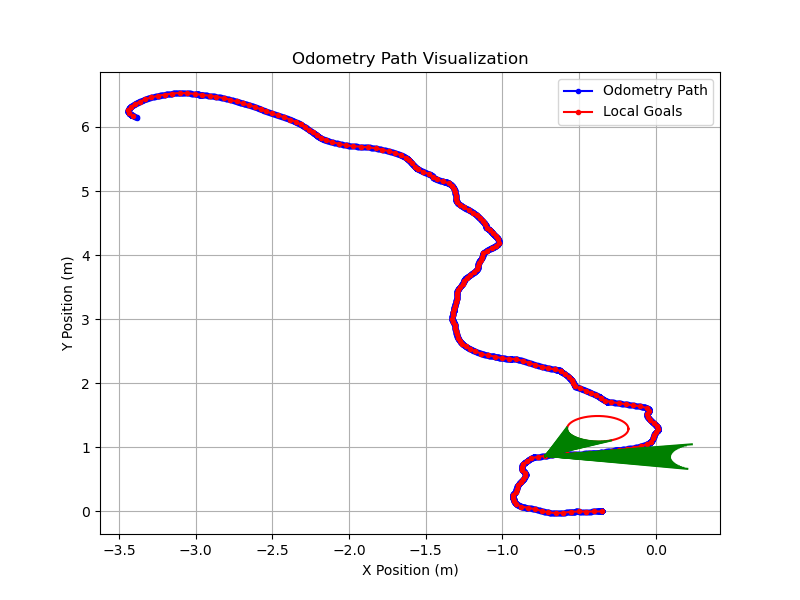 Odometry Path Visualization
Odometry Path
Local Goals
Y Position (m)
6
5
4
3
2
1
0
−3.5 −3.0 −2.5 −2.0 −1.5 −1.0 −0.5 0.0
X Position (m)